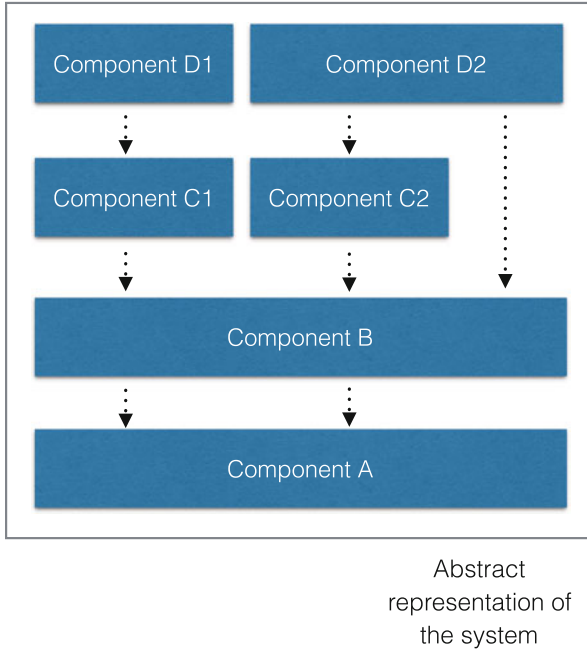 Component D1
Component D2
Component C1
Component C2
Component B
Component A
Abstract
representation of
the system